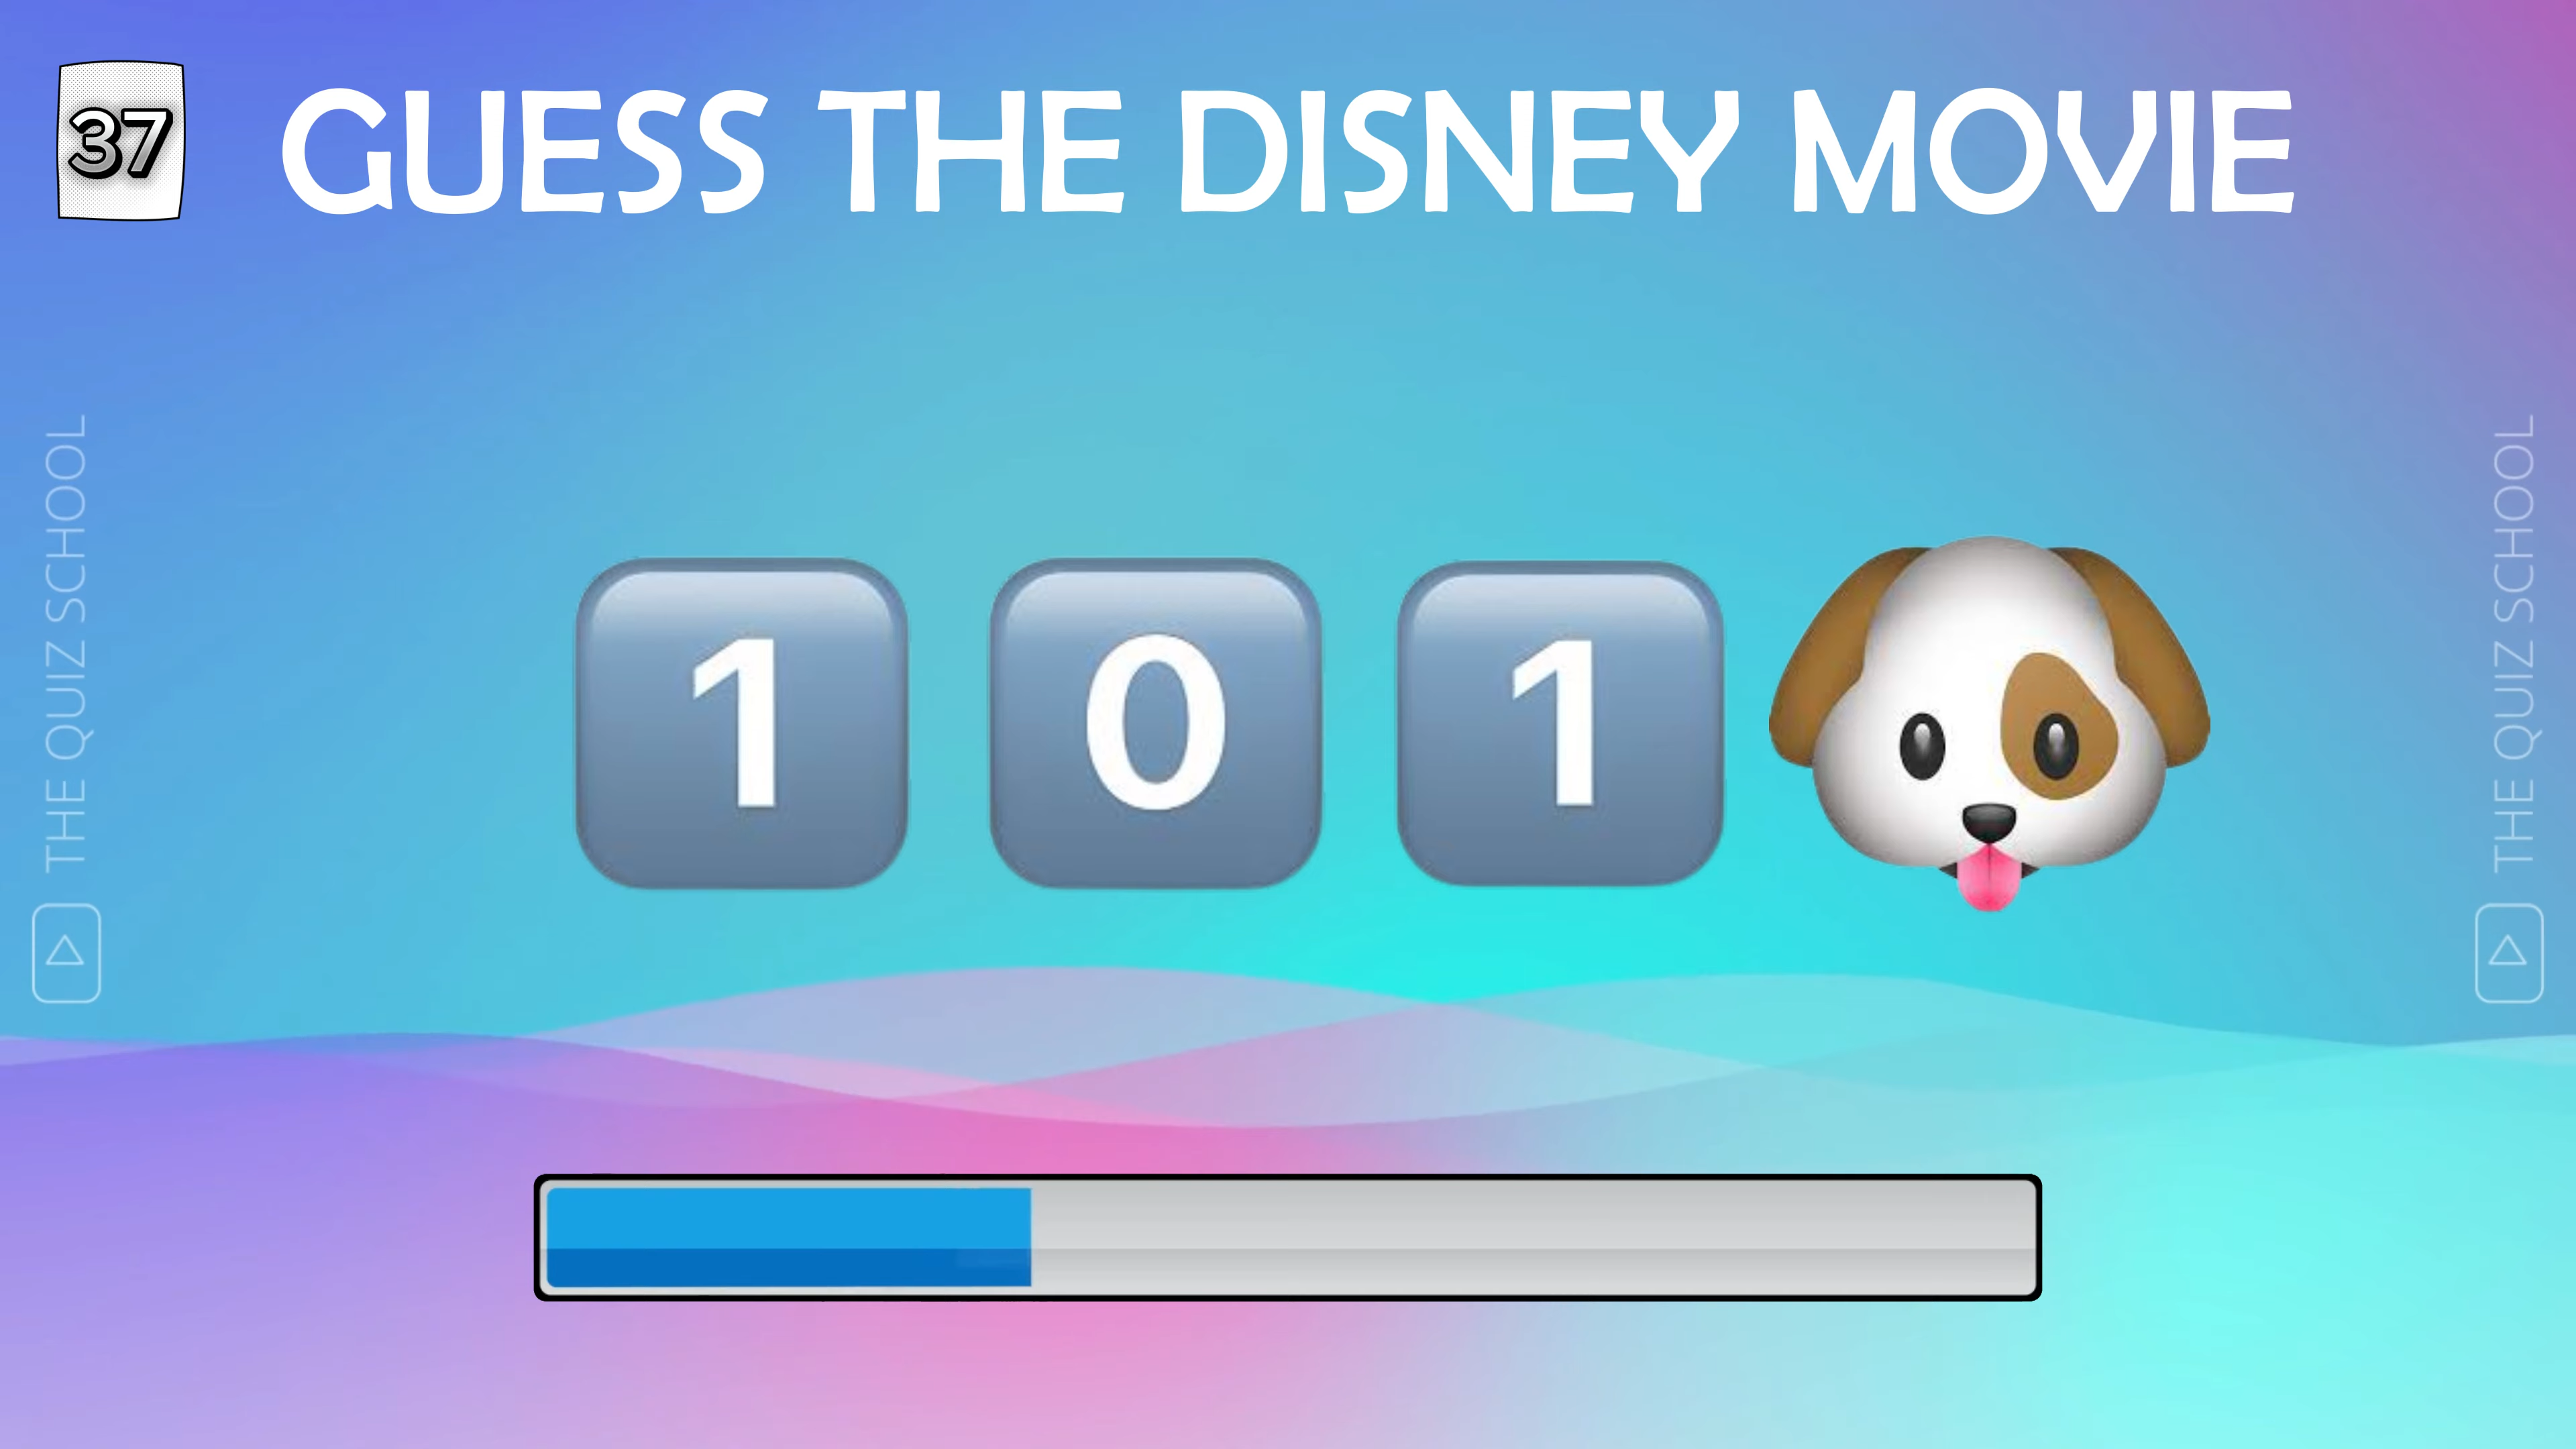 37
GUESS THE DISNEY MOVIE
THE QUIZ SCHOOL
1 0 1
THE QUIZ SCHOOL